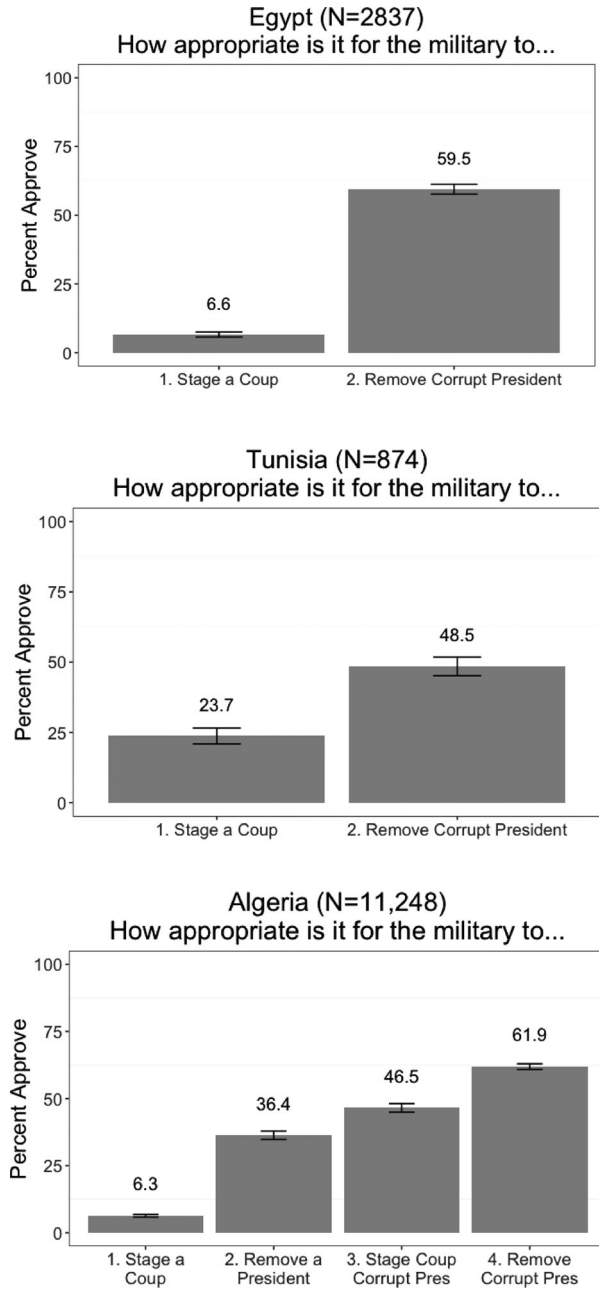 Egypt (N=2837)
How appropriate is it for the military to...
Percent Approve
100
75
50
25
0
6.6
59.5
1. Stage a Coup
2. Remove Corrupt President
Tunisia (N=874)
How appropriate is it for the military to...
Percent Approve
100
75
50
25
0
23.7
48.5
1. Stage a Coup
2. Remove Corrupt President
Algeria (N=11,248)
How appropriate is it for the military to...
Percent Approve
100
75
50
25
0
6.3
36.4
46.5
61.9
1. Stage a
Coup
2. Remove a
President
3. Stage Coup
Corrupt Pres
4. Remove
Corrupt Pres